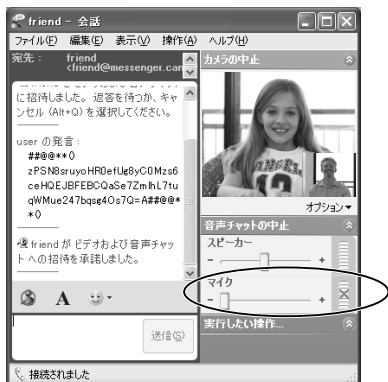 friend - 会話
ファイル(F) 編集(E) 表示(V) 操作(A) ヘルプ(H)
宛先： friend
<friend@messenger.car
に招待しました。 返答を待つか、キャ
ンセル (Alt+Q) を選択してください。
user の発言：
##@@**()
ceHQEJBFEBCQaSe7ZmlhL7tu
qWMue247bqsg4Os7Q=A##@@*
*()
friend が ビデオおよび音声チャッ
トへの招待を承諾しました。
A
送信(S)
接続されました
カメラの中止
オプション
音声チャットの中止
スピーカー
- +
マイク
- +
実行したい操作...